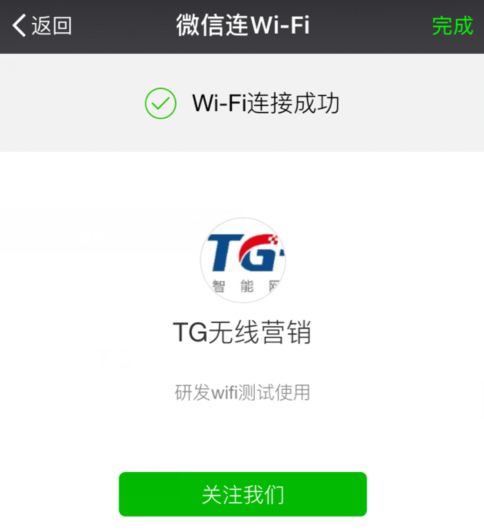 返回 微信连Wi-Fi 完成
Wi-Fi连接成功
TG
智能网
TG无线营销
研发wifi测试使用
关注我们